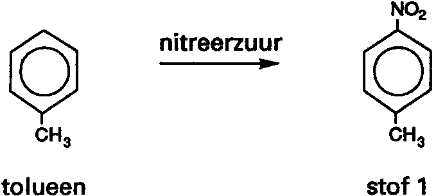 NO₂
nitreerzuur
CH₃
CH₃
tolueen
stof 1